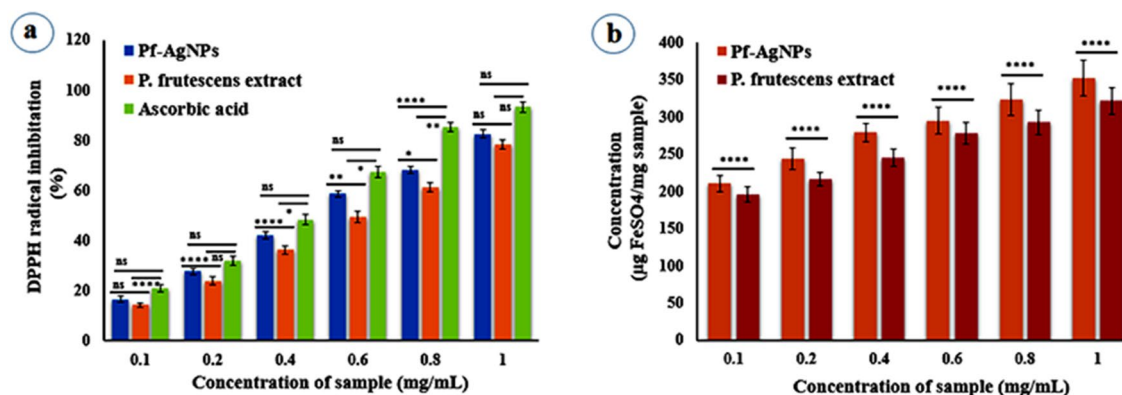 a
120
100
80
60
40
20
0
DPPH radical inhibitation
(%)
Pf-AgNPs
P. frutescens extract
Ascorbic acid
ns
ns ****
ns
**** ns
ns
**** *
ns
** *
****
**
*
ns
ns ns
0.1 0.2 0.4 0.6 0.8 1
Concentration of sample (mg/mL)
b
400
350
300
250
200
150
100
50
0
Concentration
(µg FeSO4/mg sample)
Pf-AgNPs
P. frutescens extract
**** **** **** **** **** ****
0.1 0.2 0.4 0.6 0.8 1
Concentration of sample (mg/mL)